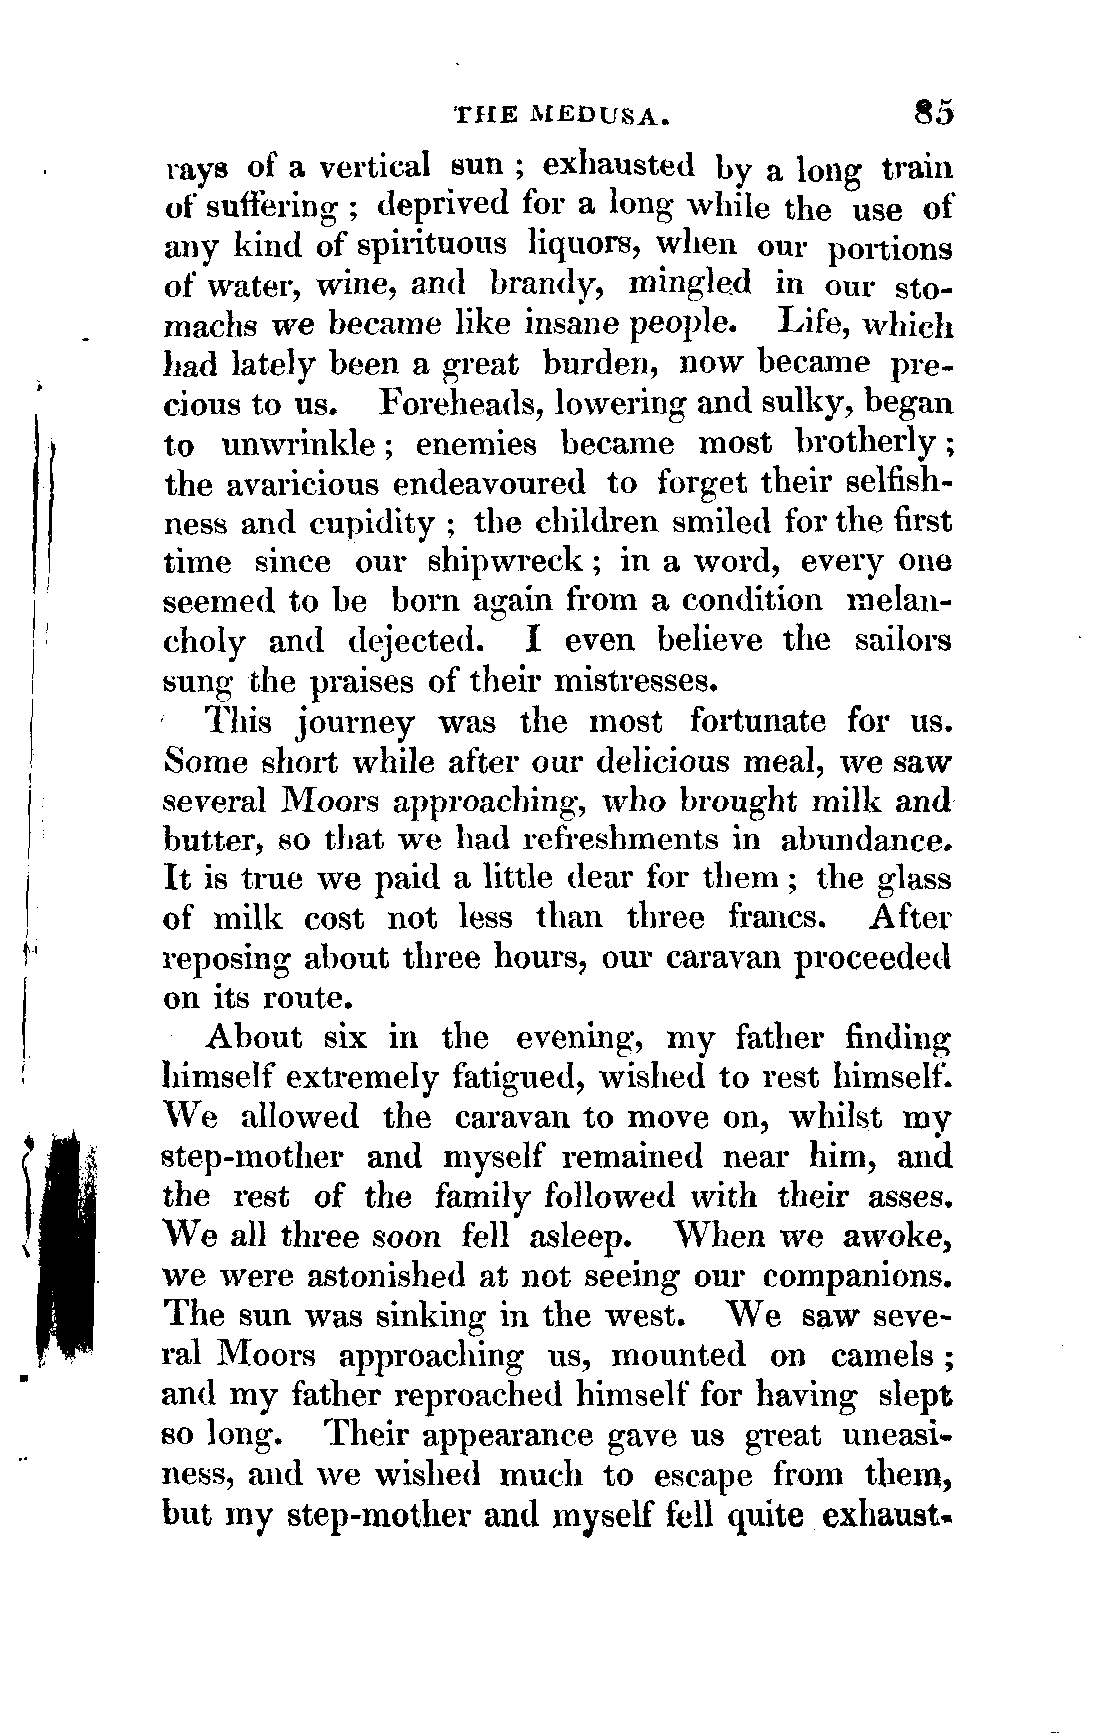 THE MEDUSA. 85
rays of a vertical sun ; exhausted by a long train
of suffering ; deprived for a long while the use of
any kind of spirituous liquors, when our portions
of water, wine, and brandy, mingled in our sto-
machs we became like insane people. Life, which
had lately been a great burden, now became pre-
cious to us. Foreheads, lowering and sulky, began
to unwrinkle ; enemies became most brotherly ;
the avaricious endeavoured to forget their selfish-
ness and cupidity ; the children smiled for the first
time since our shipwreck ; in a word, every one
seemed to be born again from a condition melan-
choly and dejected. I even believe the sailors
sung the praises of their mistresses.
This journey was the most fortunate for us.
Some short while after our delicious meal, we saw
several Moors approaching, who brought milk and
butter, so that we had refreshments in abundance.
It is true we paid a little dear for them ; the glass
of milk cost not less than three francs. After
reposing about three hours, our caravan proceeded
on its route.
About six in the evening, my father finding
himself extremely fatigued, wished to rest himself.
We allowed the caravan to move on, whilst my
step-mother and myself remained near him, and
the rest of the family followed with their asses.
We all three soon fell asleep. When we awoke,
we were astonished at not seeing our companions.
The sun was sinking in the west. We saw seve-
ral Moors approaching us, mounted on camels ;
and my father reproached himself for having slept
so long. Their appearance gave us great uneasi-
ness, and we wished much to escape from them,
but my step-mother and myself fell quite exhaust-